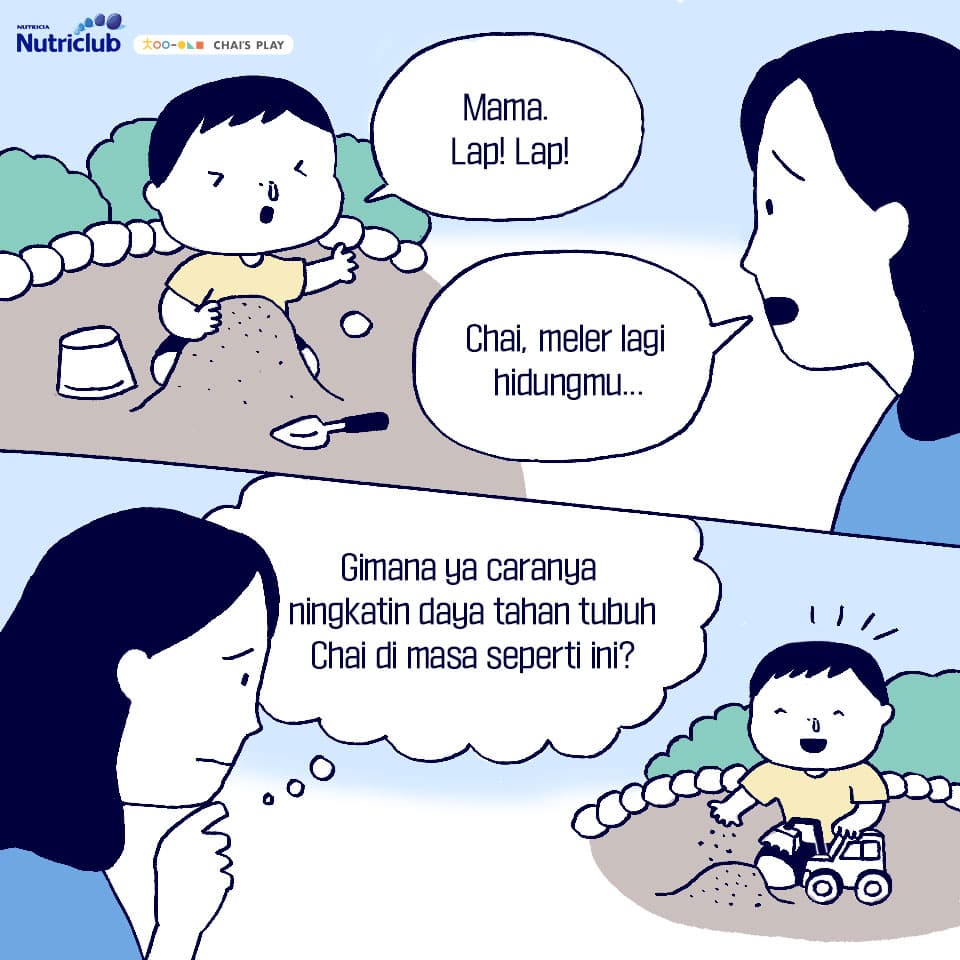 NUTRICIA
Nutriclub
CHAI'S PLAY
Mama.
Lap! Lap!
Chai, meler lagi
hidungmu...
Gimana ya caranya
ningkatin daya tahan tubuh
Chai di masa seperti ini?